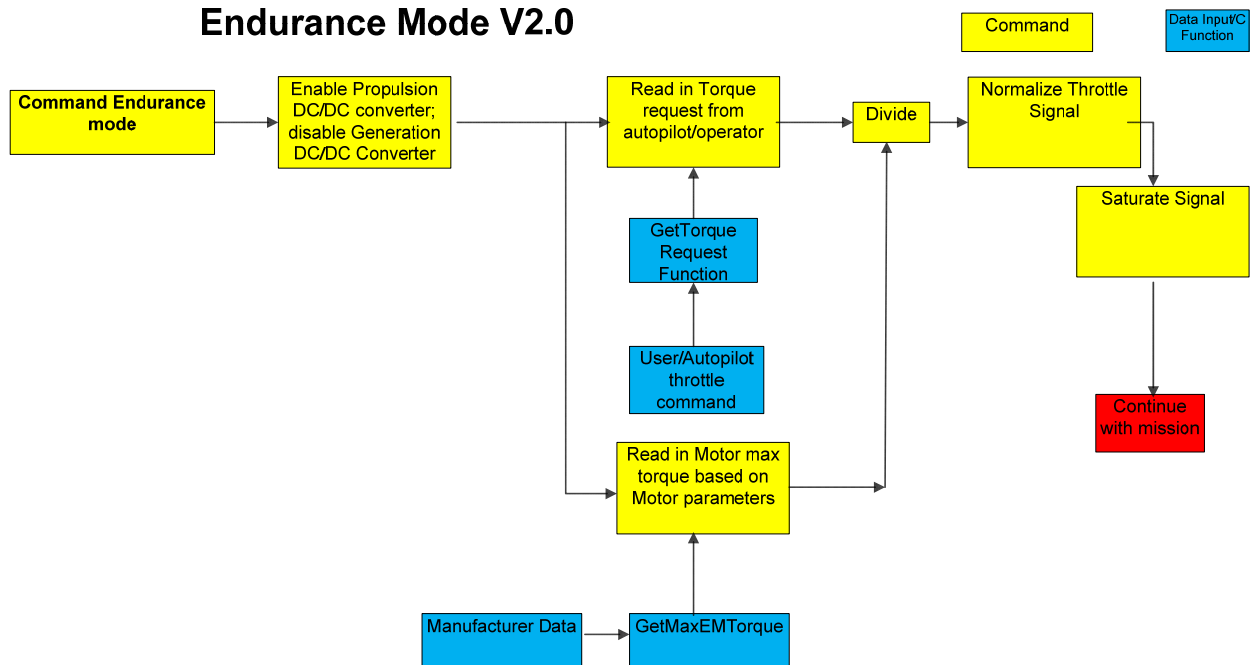 Endurance Mode V2.0
Command
Data Input/C
Function
Command Endurance
mode
Enable Propulsion
DC/DC converter;
disable Generation
DC/DC Converter
Read in Torque
request from
autopilot/operator
Divide
Normalize Throttle
Signal
Saturate Signal
GetTorque
Request
Function
User/Autopilot
throttle
command
Continue
with mission
Read in Motor max
torque based on
Motor parameters
Manufacturer Data
GetMaxEMTorque